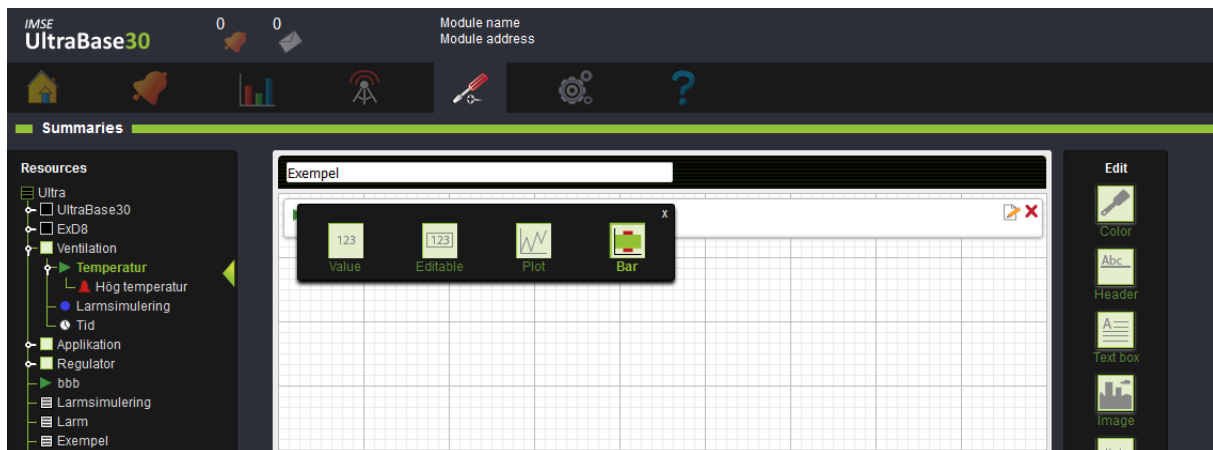 IMSE
UltraBase30
0
0
Module name
Module address
Summaries
Resources
Ultra
UltraBase30
ExD8
Ventilation
Temperatur
Hög temperatur
Larmsimulering
Tid
Applikation
Regulator
bbb
Larmsimulering
Larm
Exempel
Exempel
x
123
Value
123
Editable
Plot
Bar
Edit
Color
Abc
Header
A
Text box
Image